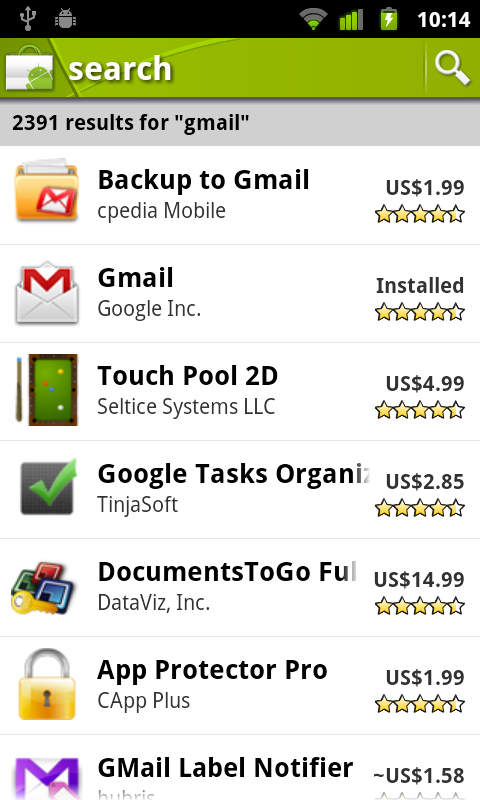 10:14
search
2391 results for "gmail"
Backup to Gmail
US$1.99
cpedia Mobile
Gmail
Installed
Google Inc.
Touch Pool 2D
US$4.99
Seltice Systems LLC
Google Tasks Organiz
US$2.85
TinjaSoft
DocumentsToGo Ful
US$14.99
DataViz, Inc.
App Protector Pro
US$1.99
CApp Plus
GMail Label Notifier
~US$1.58
hubris